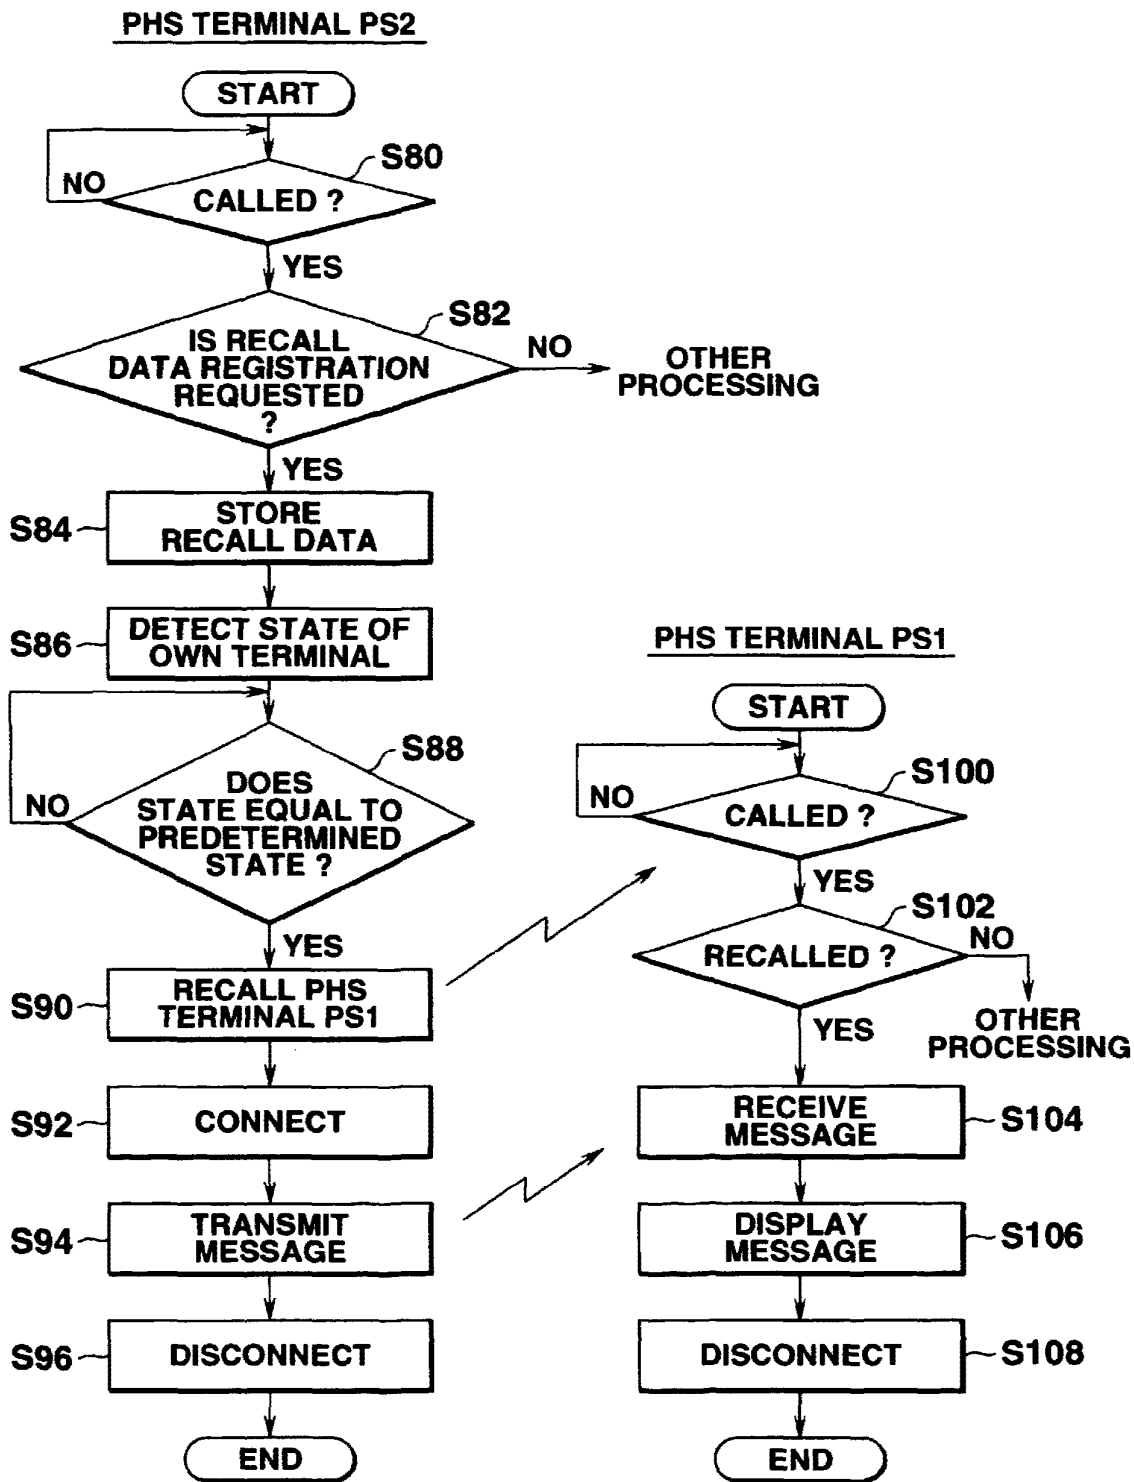 PHS TERMINAL PS2
START
S80
NO
CALLED ?
YES
S82
IS RECALL
DATA REGISTRATION
REQUESTED
?
NO
OTHER
PROCESSING
YES
S84
STORE
RECALL DATA
S86
DETECT STATE OF
OWN TERMINAL
S88
NO
DOES
STATE EQUAL TO
PREDETERMINED
STATE ?
YES
S90
RECALL PHS
TERMINAL PS1
S92
CONNECT
S94
TRANSMIT
MESSAGE
S96
DISCONNECT
END
PHS TERMINAL PS1
START
S100
NO
CALLED ?
YES
S102
RECALLED ?
NO
OTHER
PROCESSING
YES
RECEIVE
MESSAGE
S104
DISPLAY
MESSAGE
S106
DISCONNECT
S108
END